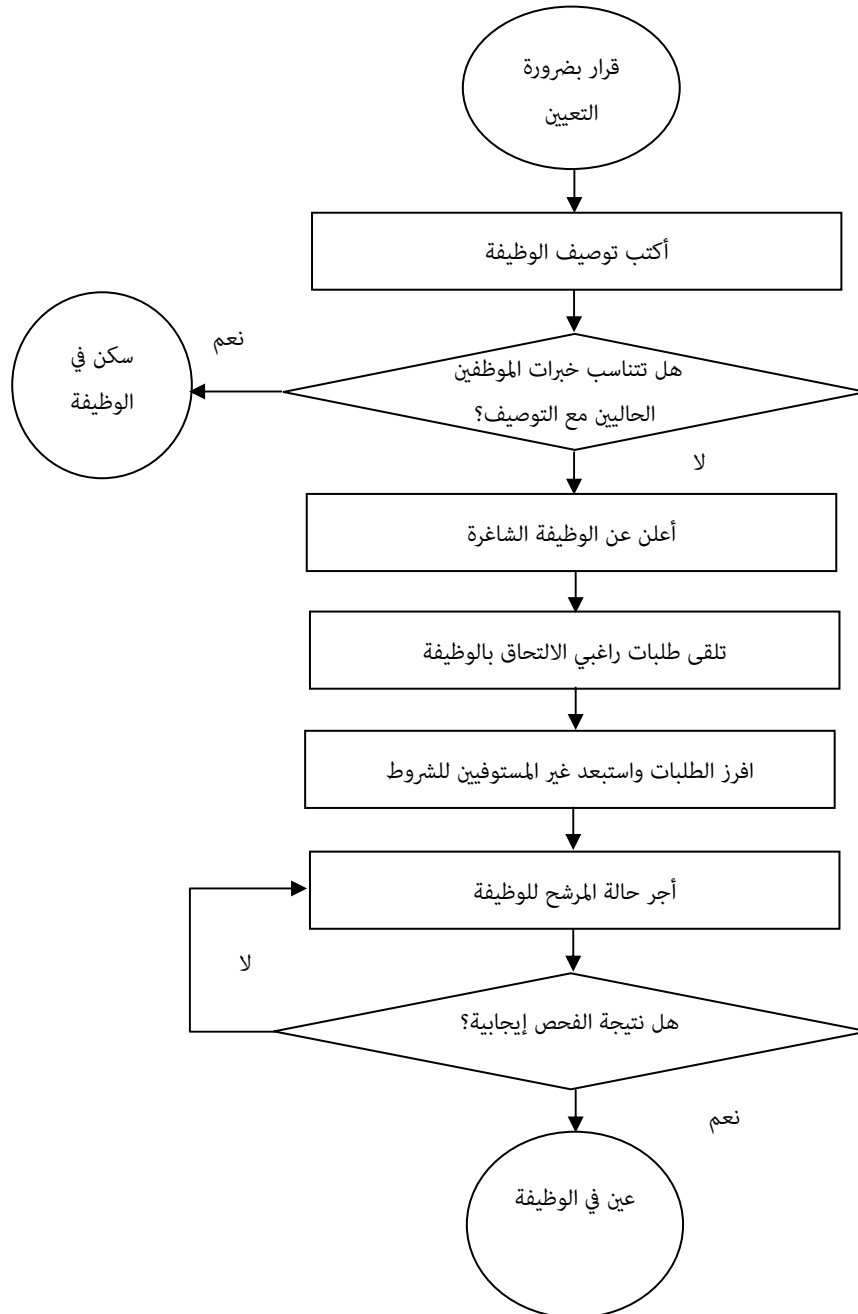 قرار بضرورة
التعيين
أكتب توصيف الوظيفة
هل تتناسب خبرات الموظفين
الحاليين مع التوصيف؟
نعم
سكن في
الوظيفة
لا
أعلن عن الوظيفة الشاغرة
تلقى طلبات راغبي الالتحاق بالوظيفة
افرز الطلبات واستبعد غير المستوفيين للشروط
أجر حالة المرشح للوظيفة
لا
هل نتيجة الفحص إيجابية؟
نعم
عين في الوظيفة